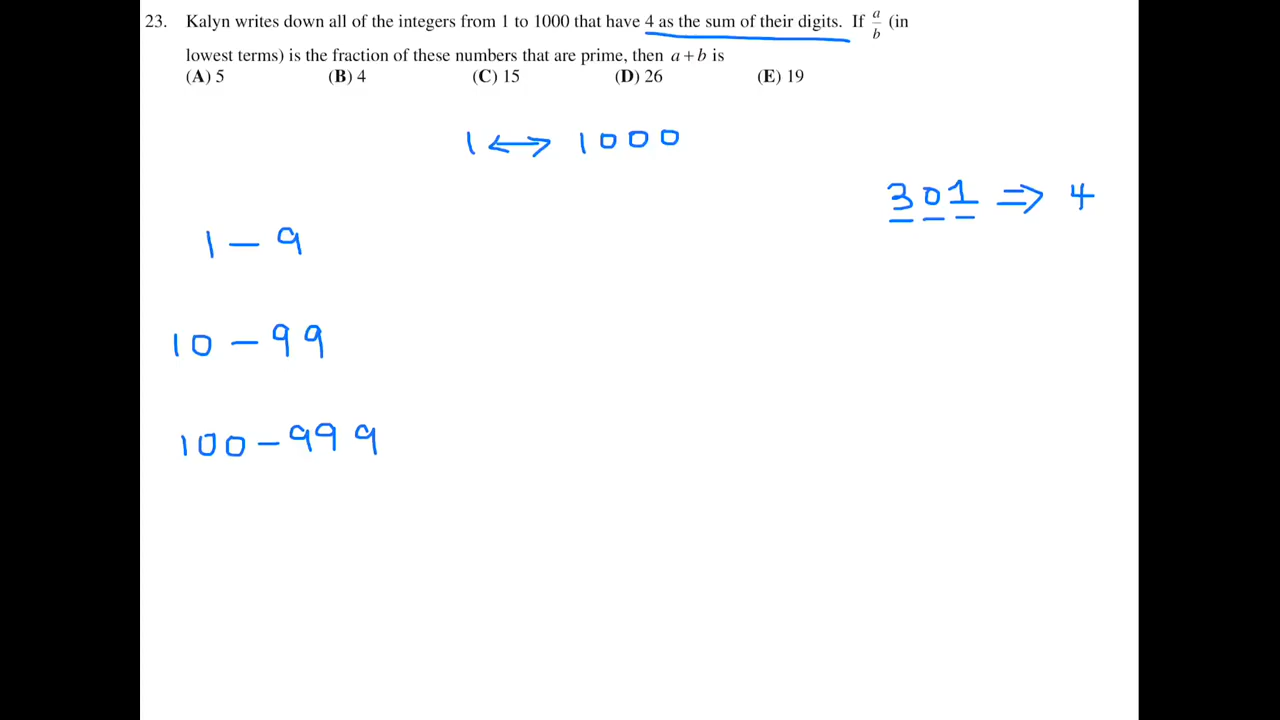 23. Kalyn writes down all of the integers from 1 to 1000 that have 4 as the sum of their digits. If a/b (in
lowest terms) is the fraction of these numbers that are prime, then a+b is
(A) 5 (B) 4 (C) 15 (D) 26 (E) 19
1 ↔ 1000
301 ⇒ 4
1 – 9
10 – 99
100 – 999